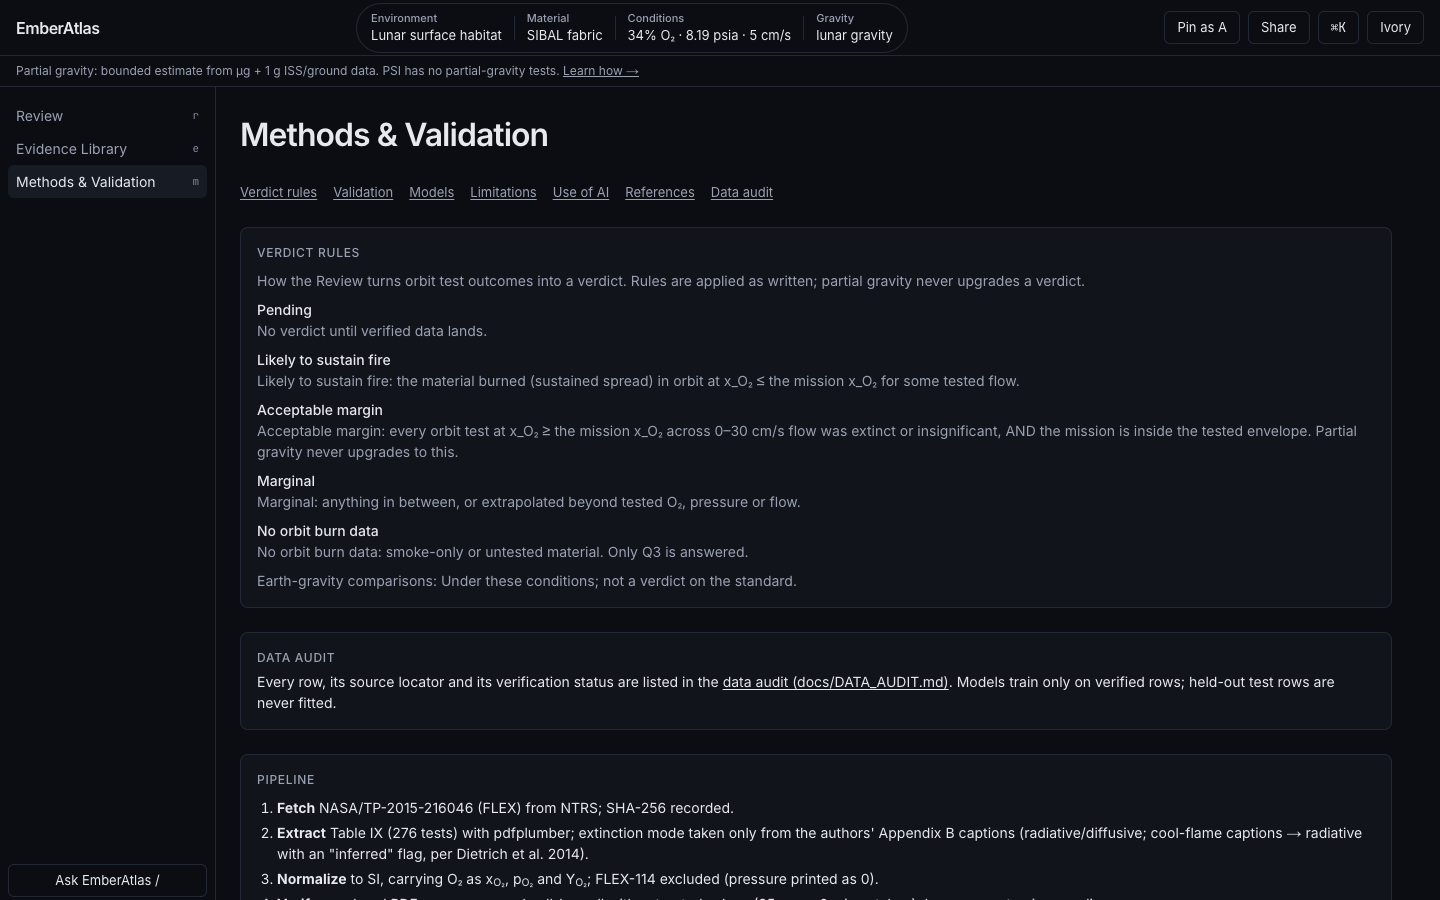 EmberAtlas
Environment
Lunar surface habitat
Material
SIBAL fabric
Conditions
34% O₂ · 8.19 psia · 5 cm/s
Gravity
lunar gravity
Pin as A
Share
⌘K
Ivory
Partial gravity: bounded estimate from µg + 1 g ISS/ground data. PSI has no partial-gravity tests. Learn how →
Review r
Evidence Library e
Methods & Validation m
Ask EmberAtlas /
Methods & Validation
Verdict rules Validation Models Limitations Use of AI References Data audit
VERDICT RULES
How the Review turns orbit test outcomes into a verdict. Rules are applied as written; partial gravity never upgrades a verdict.
Pending
No verdict until verified data lands.
Likely to sustain fire
Likely to sustain fire: the material burned (sustained spread) in orbit at x_O₂ ≤ the mission x_O₂ for some tested flow.
Acceptable margin
Acceptable margin: every orbit test at x_O₂ ≥ the mission x_O₂ across 0–30 cm/s flow was extinct or insignificant, AND the mission is inside the tested envelope. Partial
gravity never upgrades to this.
Marginal
Marginal: anything in between, or extrapolated beyond tested O₂, pressure or flow.
No orbit burn data
No orbit burn data: smoke-only or untested material. Only Q3 is answered.
Earth-gravity comparisons: Under these conditions; not a verdict on the standard.
DATA AUDIT
Every row, its source locator and its verification status are listed in the data audit (docs/DATA_AUDIT.md). Models train only on verified rows; held-out test rows are
never fitted.
PIPELINE
1. Fetch NASA/TP-2015-216046 (FLEX) from NTRS; SHA-256 recorded.
2. Extract Table IX (276 tests) with pdfplumber; extinction mode taken only from the authors' Appendix B captions (radiative/diffusive; cool-flame captions → radiative
with an "inferred" flag, per Dietrich et al. 2014).
3. Normalize to SI, carrying O₂ as xO₂, pO₂ and YO₂; FLEX-114 excluded (pressure printed as 0).